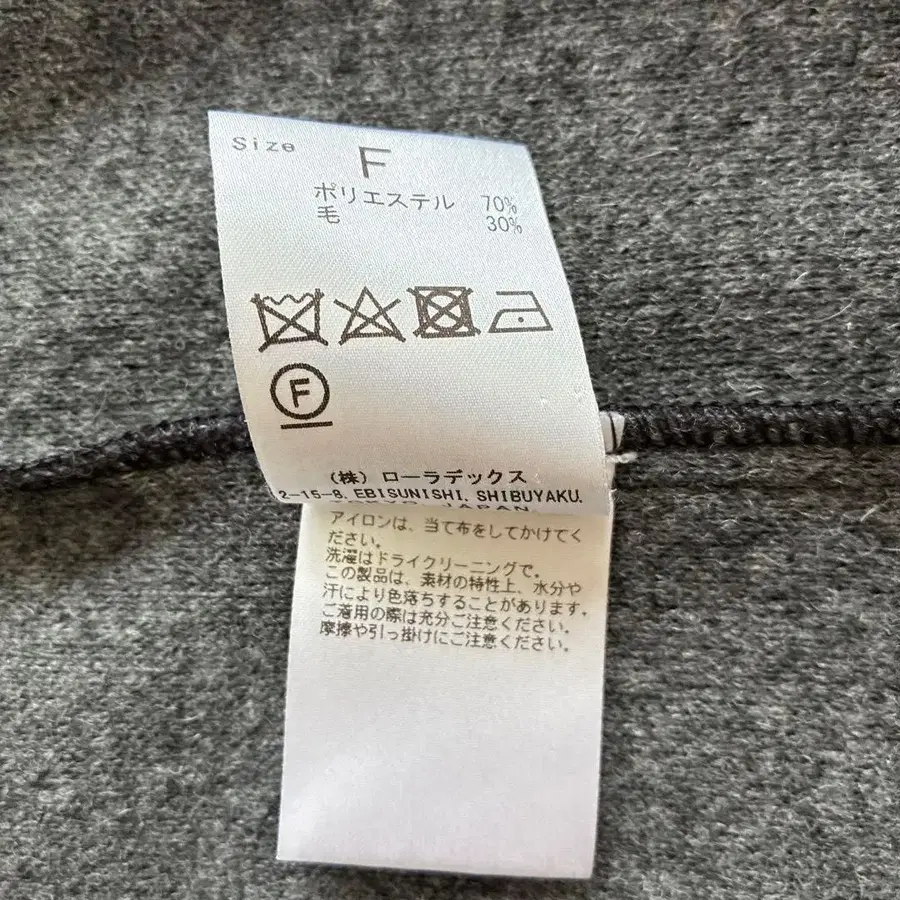 Size F
ポリエステル 70%
毛 30%
F
(株) ローラデックス
2-15-8, EBISUNISHI, SHIBUYAKU,
TOKYO, JAPAN.
アイロンは、当て布をしてかけてく
ださい。
洗濯はドライクリーニングで。
この製品は、素材の特性上、水分や
汗により色落ちすることがあります。
ご着用の際は充分ご注意ください。
摩擦や引っ掛けにご注意ください。